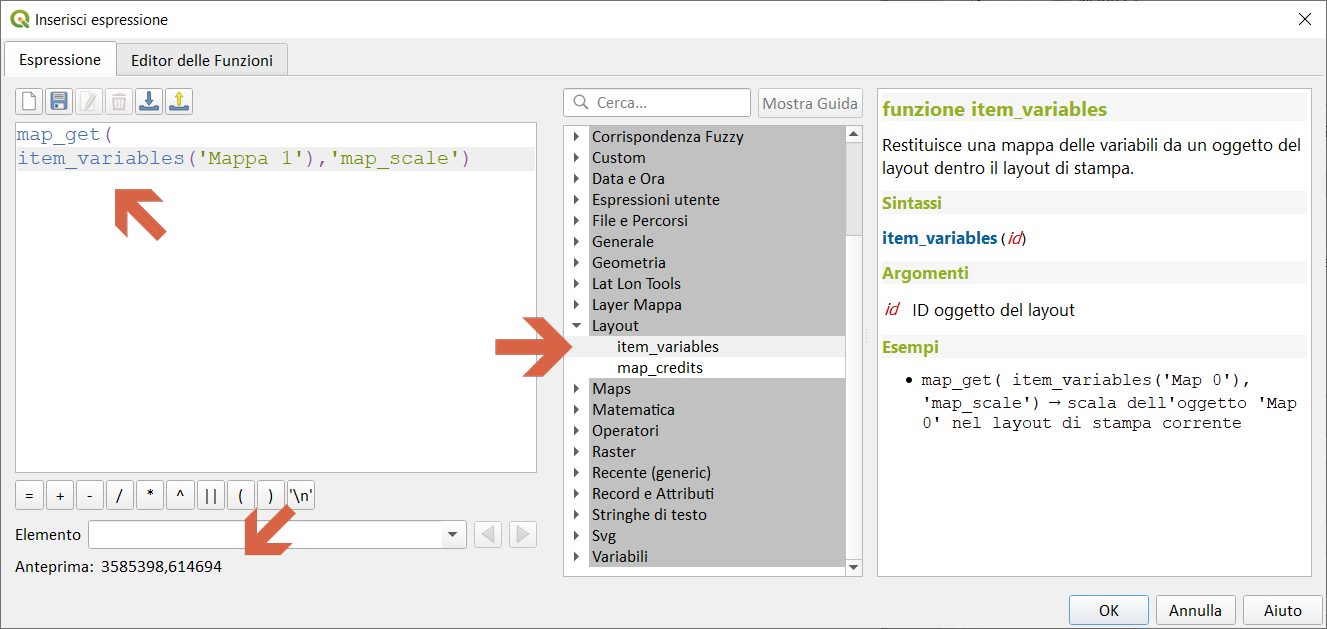 Inserisci espressione
Espressione
Editor delle Funzioni
map_get(
item_variables('Mappa 1'),'map_scale')
=
+
-
/
*
^
||
(
)
'\n'
Elemento
Anteprima: 3585398,614694
Cerca...
Mostra Guida
Corrispondenza Fuzzy
Custom
Data e Ora
Espressioni utente
File e Percorsi
Generale
Geometria
Lat Lon Tools
Layer Mappa
Layout
item_variables
map_credits
Maps
Matematica
Operatori
Raster
Recente (generic)
Record e Attributi
Stringhe di testo
Svg
Variabili
funzione item_variables
Restituisce una mappa delle variabili da un oggetto del
layout dentro il layout di stampa.
Sintassi
item_variables(id)
Argomenti
id ID oggetto del layout
Esempi
• map_get( item_variables('Map 0'),
'map_scale') → scala dell'oggetto 'Map
0' nel layout di stampa corrente
OK
Annulla
Aiuto